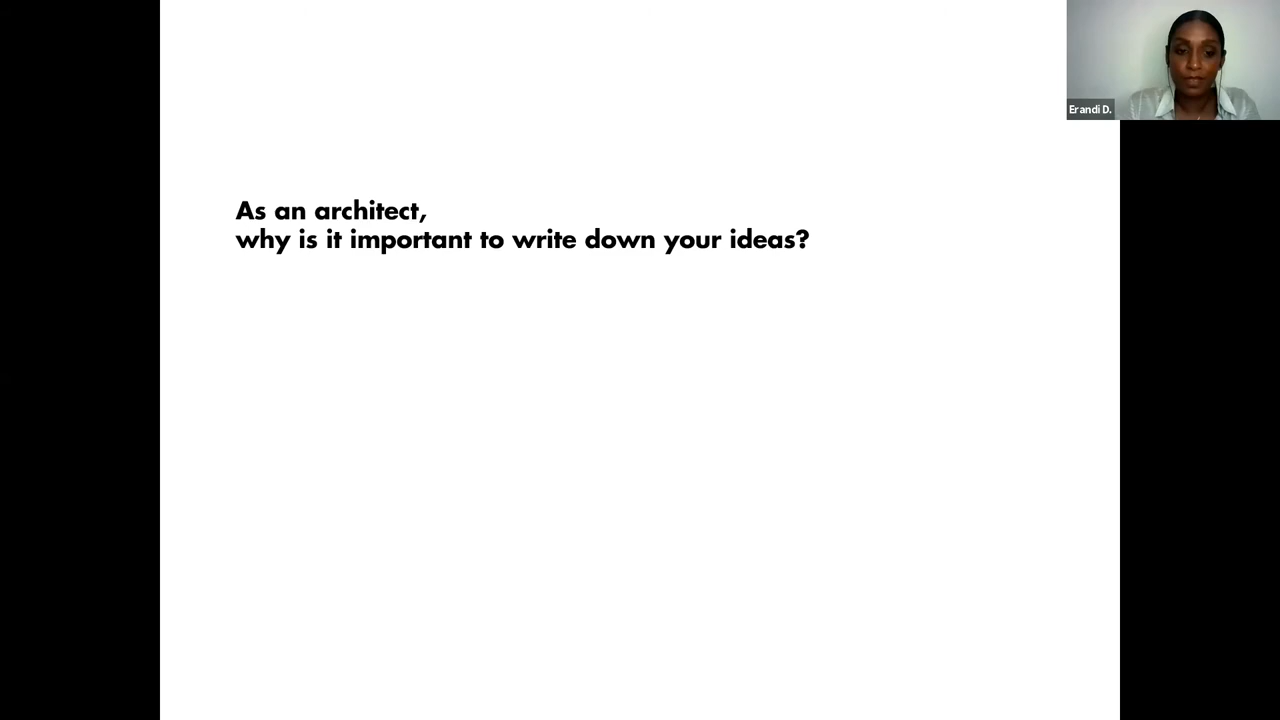 As an architect,
why is it important to write down your ideas?
Erandi D.